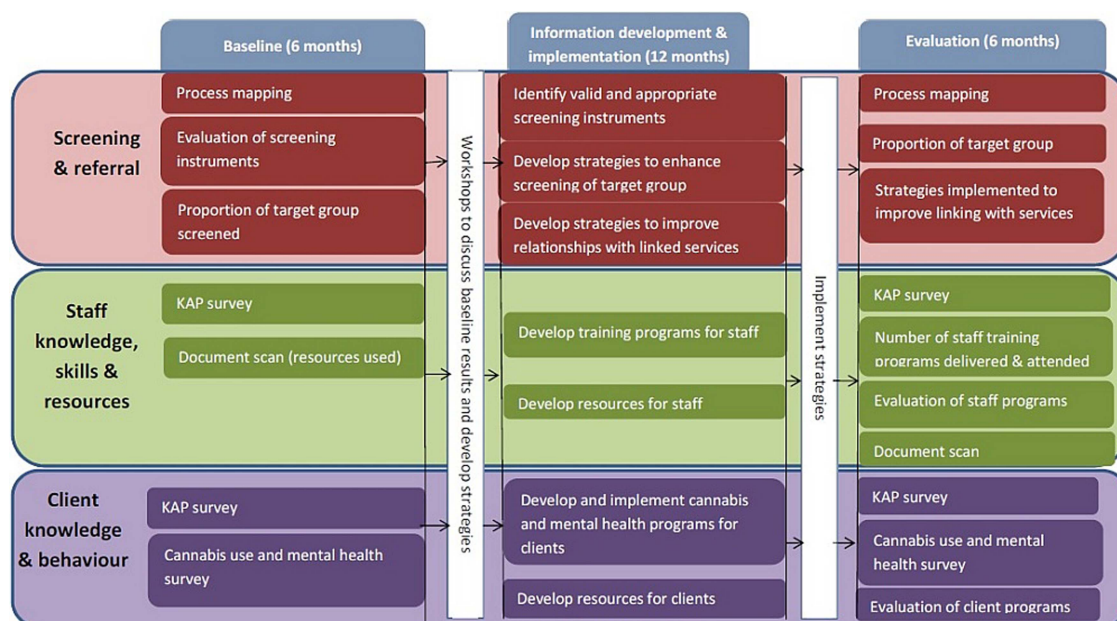 Baseline (6 months)
Information development &
implementation (12 months)
Evaluation (6 months)
Screening
& referral
Process mapping
Evaluation of screening
instruments
Proportion of target group
screened
Workshops to discuss baseline results and develop strategies
Identify valid and appropriate
screening instruments
Develop strategies to enhance
screening of target group
Develop strategies to improve
relationships with linked services
Implement strategies
Process mapping
Proportion of target group
Strategies implemented to
improve linking with services
Staff
knowledge,
skills &
resources
KAP survey
Document scan (resources used)
Develop training programs for staff
Develop resources for staff
KAP survey
Number of staff training
programs delivered & attended
Evaluation of staff programs
Document scan
Client
knowledge
& behaviour
KAP survey
Cannabis use and mental health
survey
Develop and implement cannabis
and mental health programs for
clients
Develop resources for clients
KAP survey
Cannabis use and mental
health survey
Evaluation of client programs